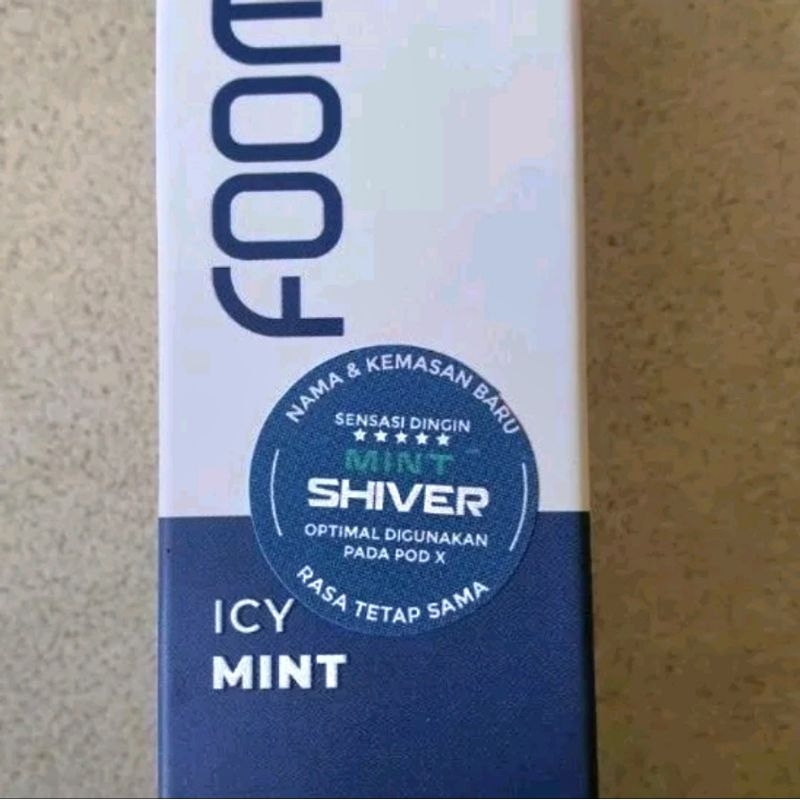 FOOM
NAMA & KEMASAN BARU
SENSASI DINGIN
MINT
SHIVER
OPTIMAL DIGUNAKAN
PADA POD X
RASA TETAP SAMA
ICY
MINT